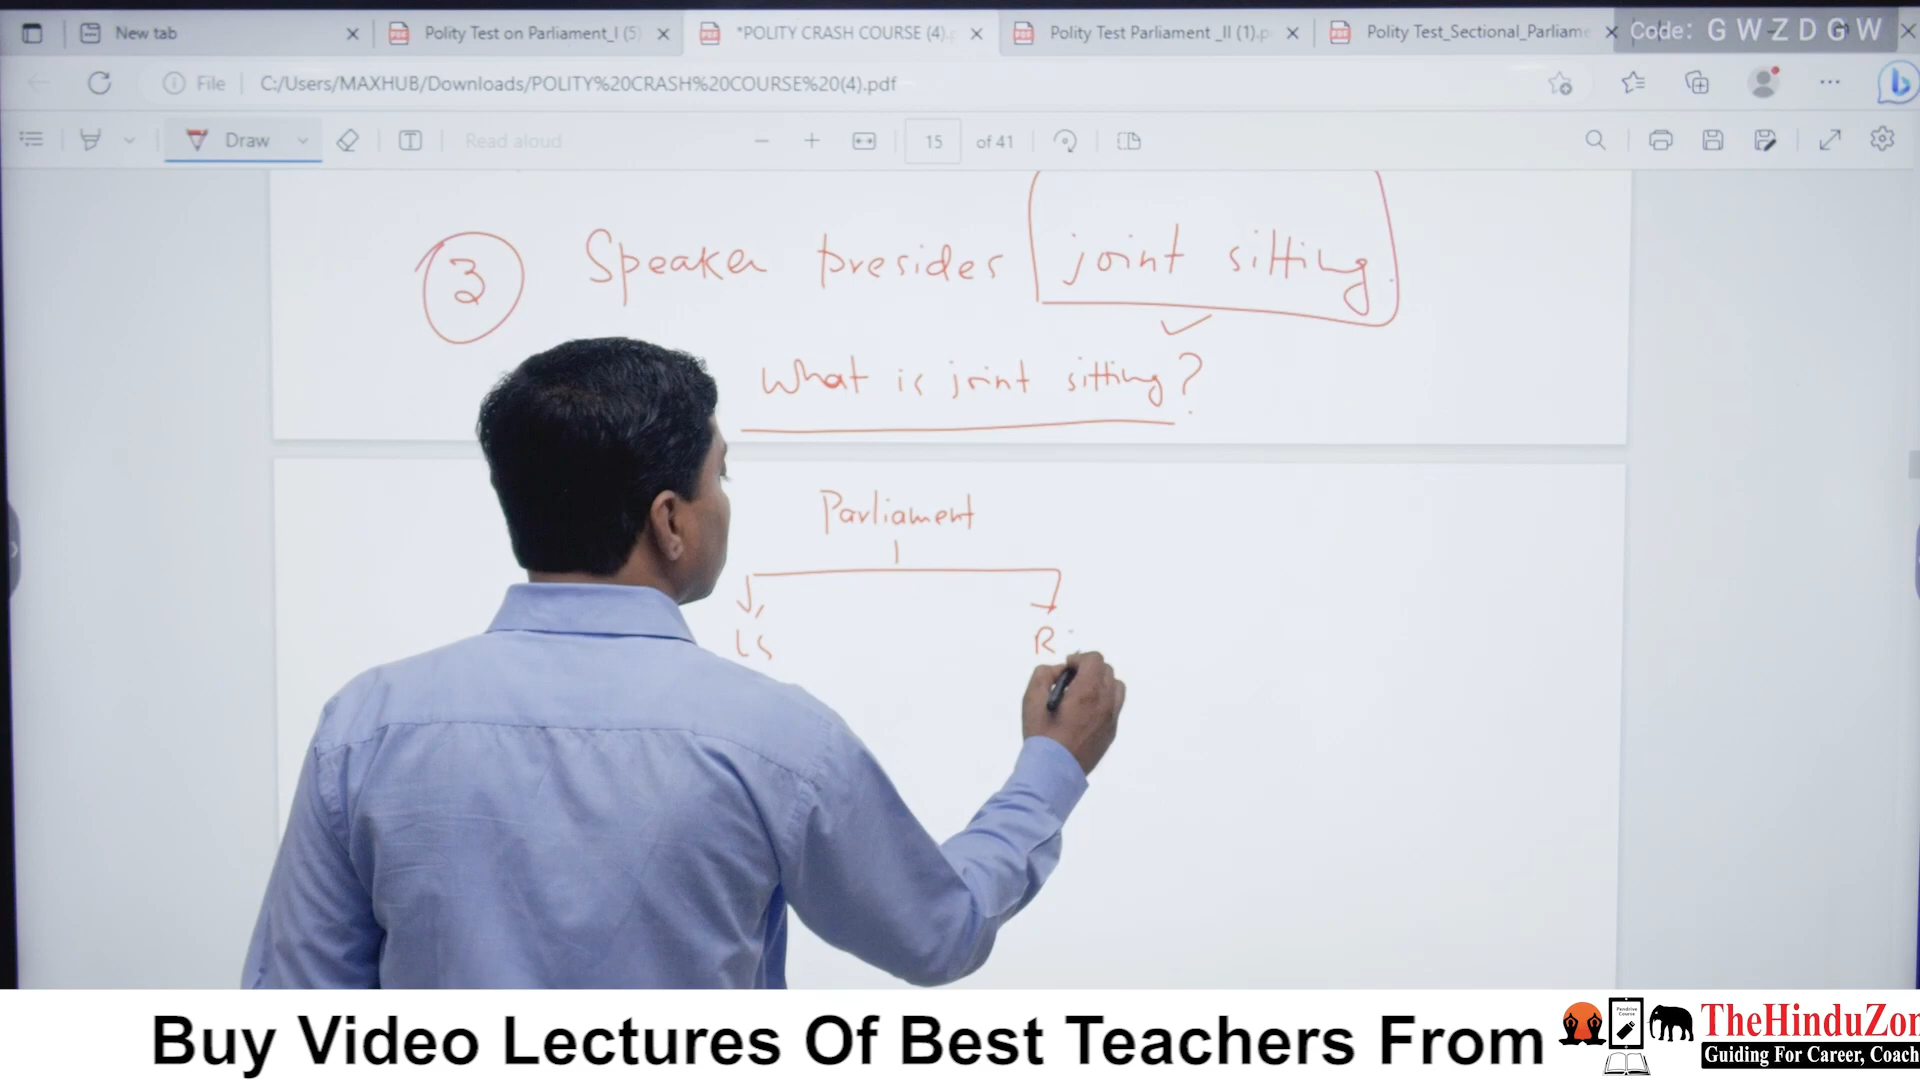 New tab
Polity Test on Parliament_I (5)
*POLITY CRASH COURSE (4).p
Polity Test Parliament _II (1).p
Polity Test_Sectional_Parliame
Code: G W Z D G W
File
C:/Users/MAXHUB/Downloads/POLITY%20CRASH%20COURSE%20(4).pdf
Draw
Read aloud
15
of 41
3 Speaker presides joint sitting
What is joint sitting?
Parliament
LS R
Buy Video Lectures Of Best Teachers From
TheHinduZon
Guiding For Career, Coach